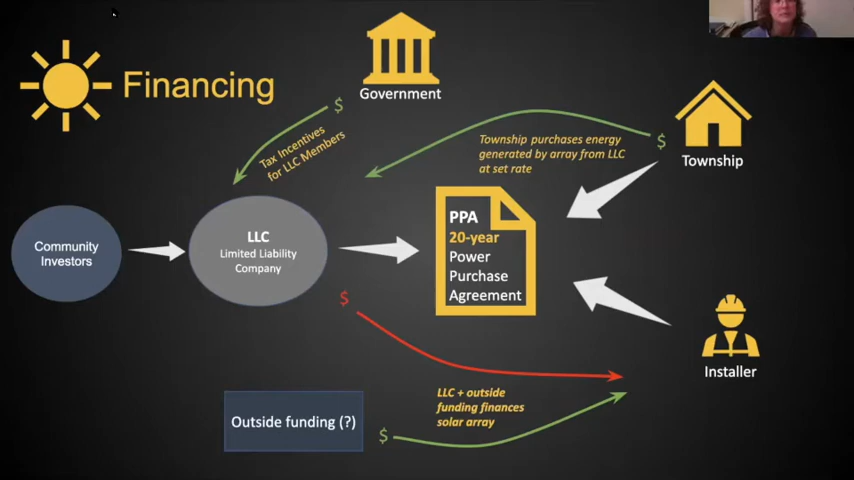 Financing
Government
$
Tax Incentives
for LLC Members
Township purchases energy
generated by array from LLC
at set rate
$
Township
Community
Investors
LLC
Limited Liability
Company
PPA
20-year
Power
Purchase
Agreement
$
Installer
Outside funding (?)
$
LLC + outside
funding finances
solar array